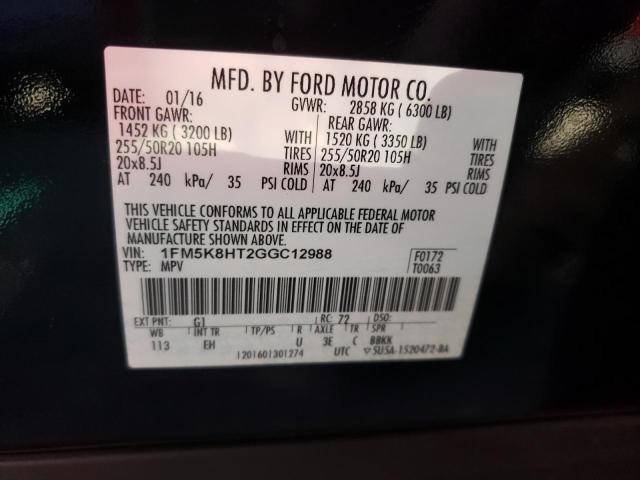 MFD. BY FORD MOTOR CO.
DATE: 01/16 GVWR: 2858 KG ( 6300 LB)
FRONT GAWR: REAR GAWR:
1452 KG ( 3200 LB) WITH 1520 KG ( 3350 LB) WITH
255/50R20 105H TIRES 255/50R20 105H TIRES
20x8.5J RIMS 20x8.5J RIMS
AT 240 kPa/ 35 PSI COLD AT 240 kPa/ 35 PSI COLD
THIS VEHICLE CONFORMS TO ALL APPLICABLE FEDERAL MOTOR
VEHICLE SAFETY STANDARDS IN EFFECT ON THE DATE OF
MANUFACTURE SHOWN ABOVE.
VIN: 1FM5K8HT2GGC12988 F0172
TYPE: MPV T0063
EXT PNT: G1 RC: 72 DSO:
WB INT TR TP/PS R AXLE TR SPR
113 EH U 3E C BBKK
I201601301274 UTC ▽5U5A-1520472-BA